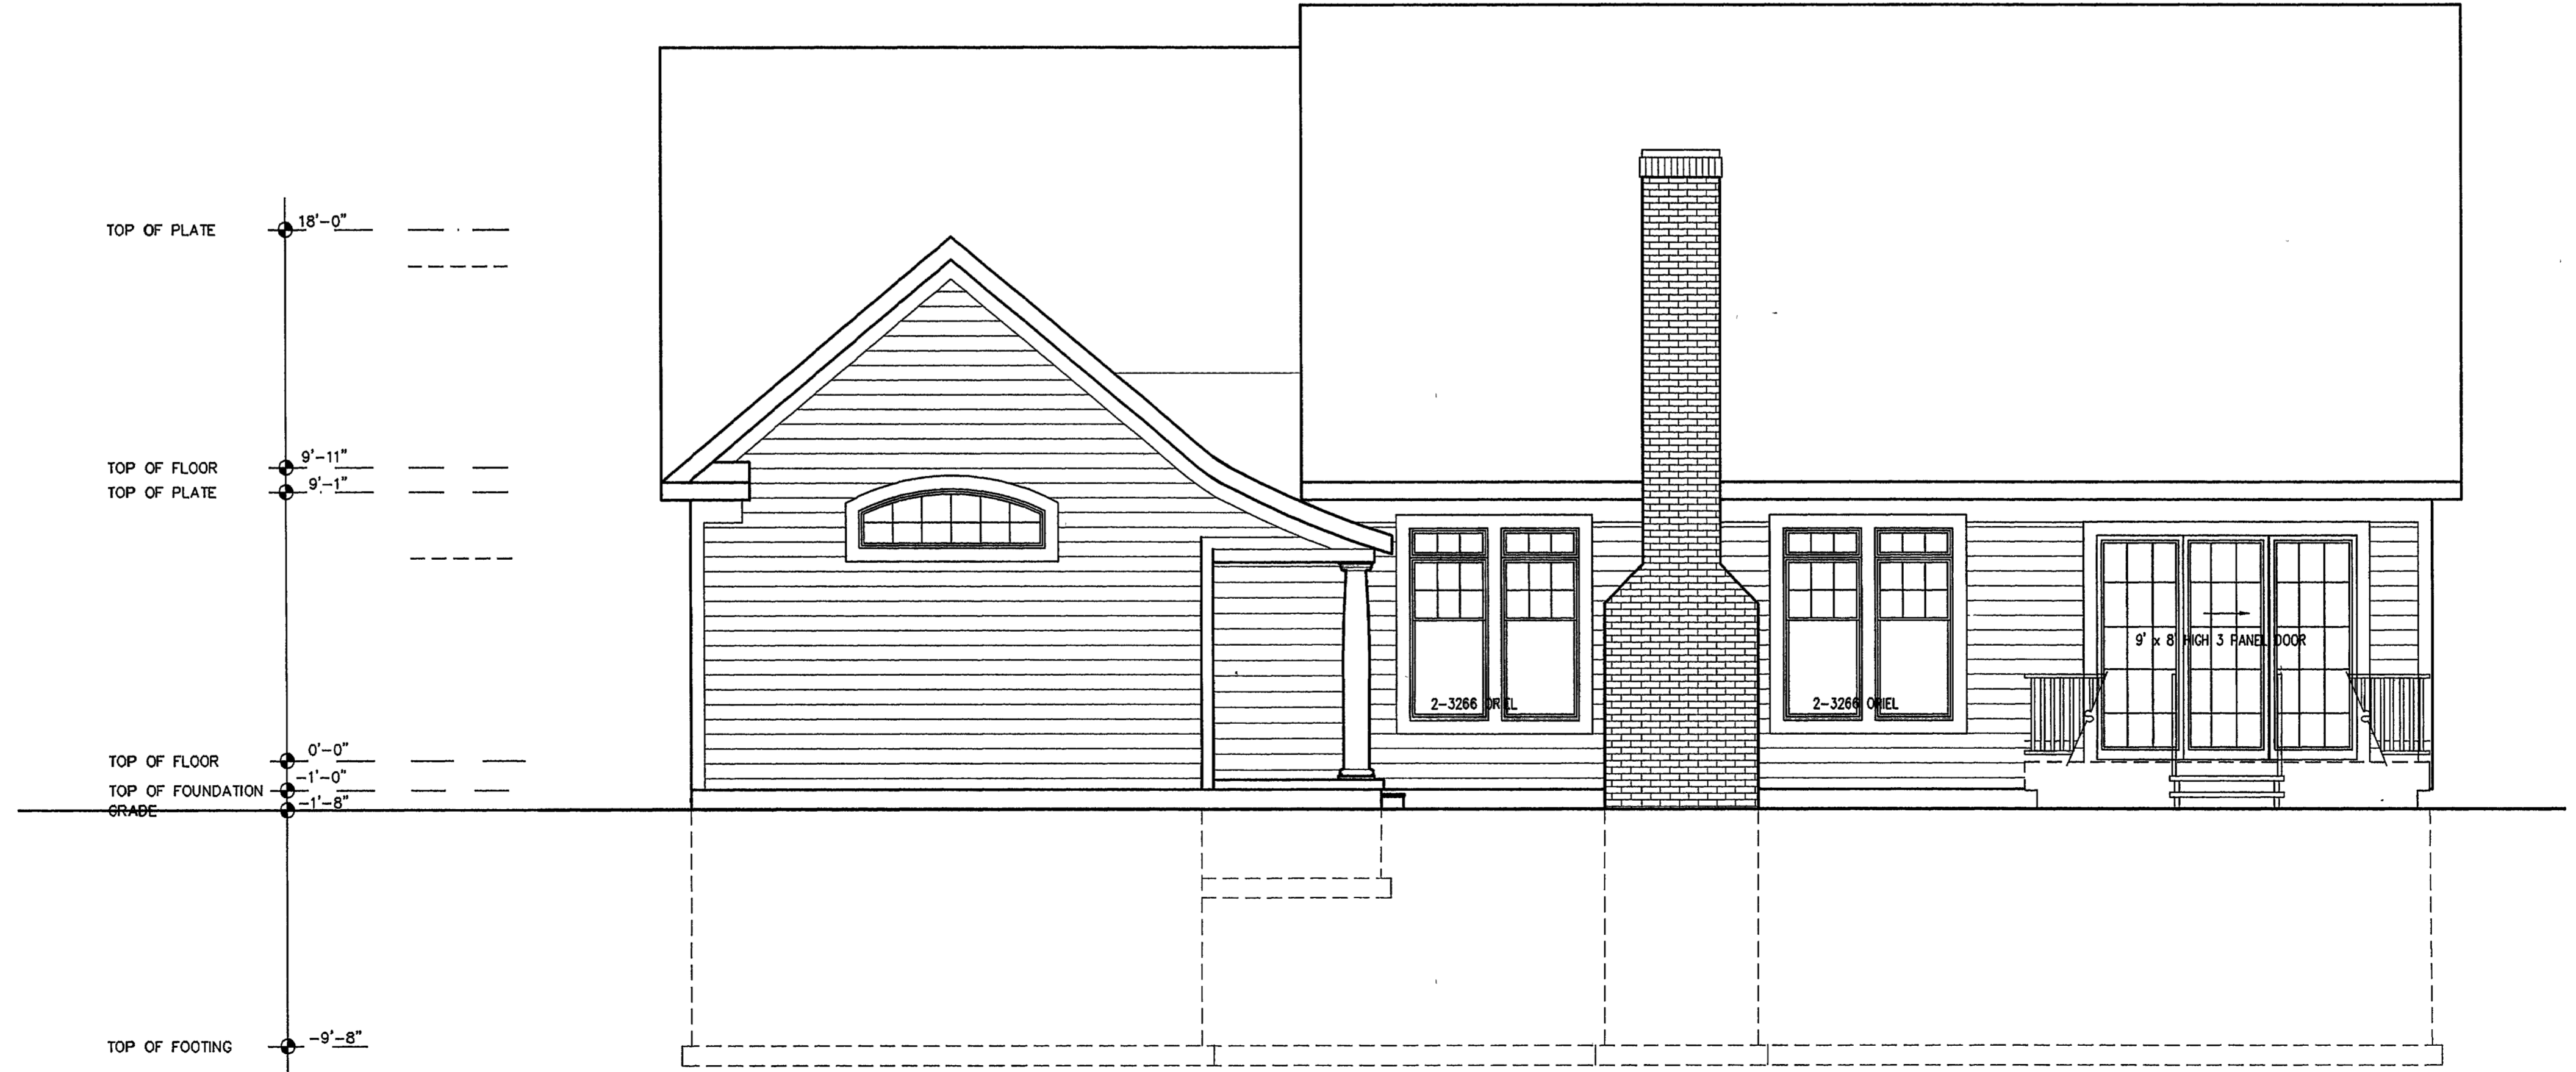 TOP OF PLATE 18'-0"
TOP OF FLOOR 9'-11"
TOP OF PLATE 9'-1"
9' x 8' HIGH 3 PANEL DOOR
2-3266 ORIEL
2-3266 ORIEL
TOP OF FLOOR 0'-0"
TOP OF FOUNDATION -1'-0"
GRADE -1'-8"
TOP OF FOOTING -9'-8"